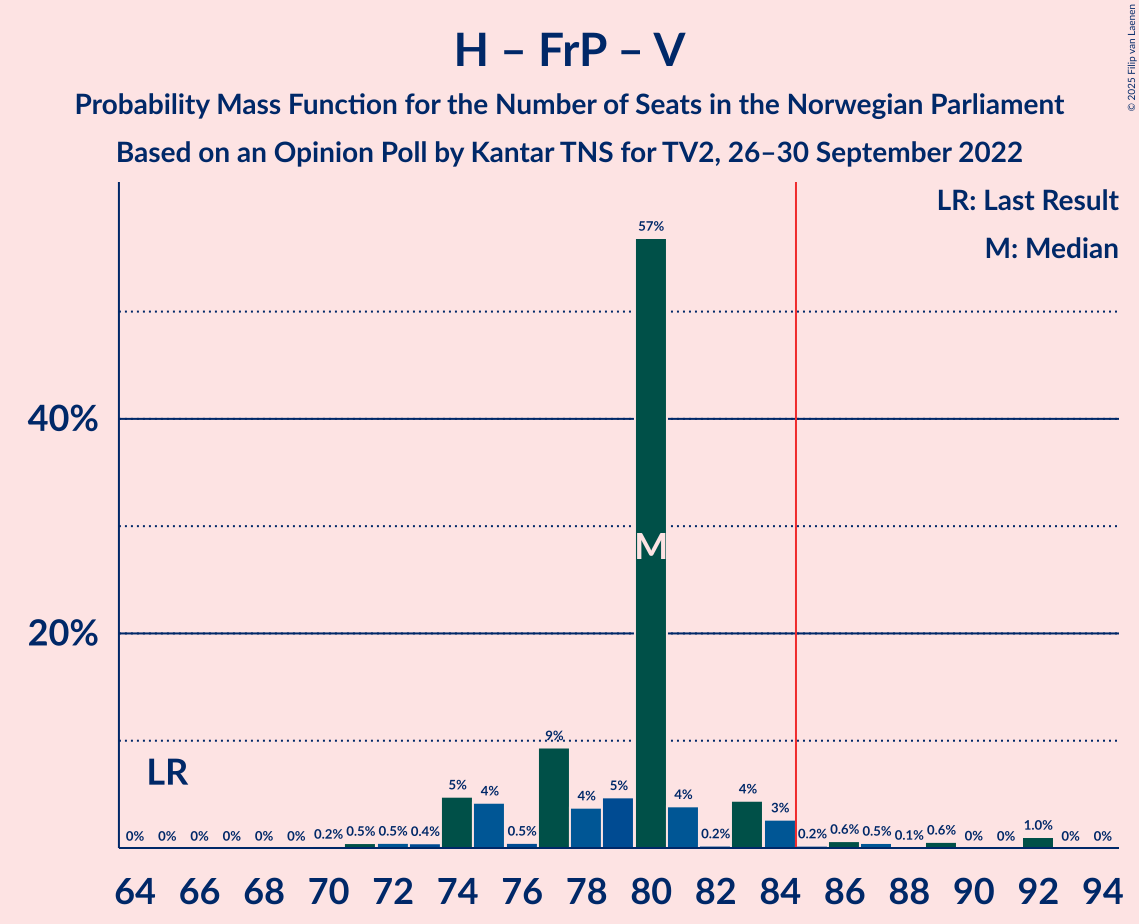 H – FrP – V
Probability Mass Function for the Number of Seats in the Norwegian Parliament
Based on an Opinion Poll by Kantar TNS for TV2, 26–30 September 2022
© 2025 Filip van Laenen
LR: Last Result
M: Median
57%
40%
M
20%
9%
LR
0% 0% 0% 0% 0% 0% 0.2% 0.5% 0.5% 0.4% 5% 4% 0.5% 4% 5% 4% 0.2% 4% 3% 0.2% 0.6% 0.5% 0.1% 0.6% 0% 0% 1.0% 0% 0%
64 66 68 70 72 74 76 78 80 82 84 86 88 90 92 94